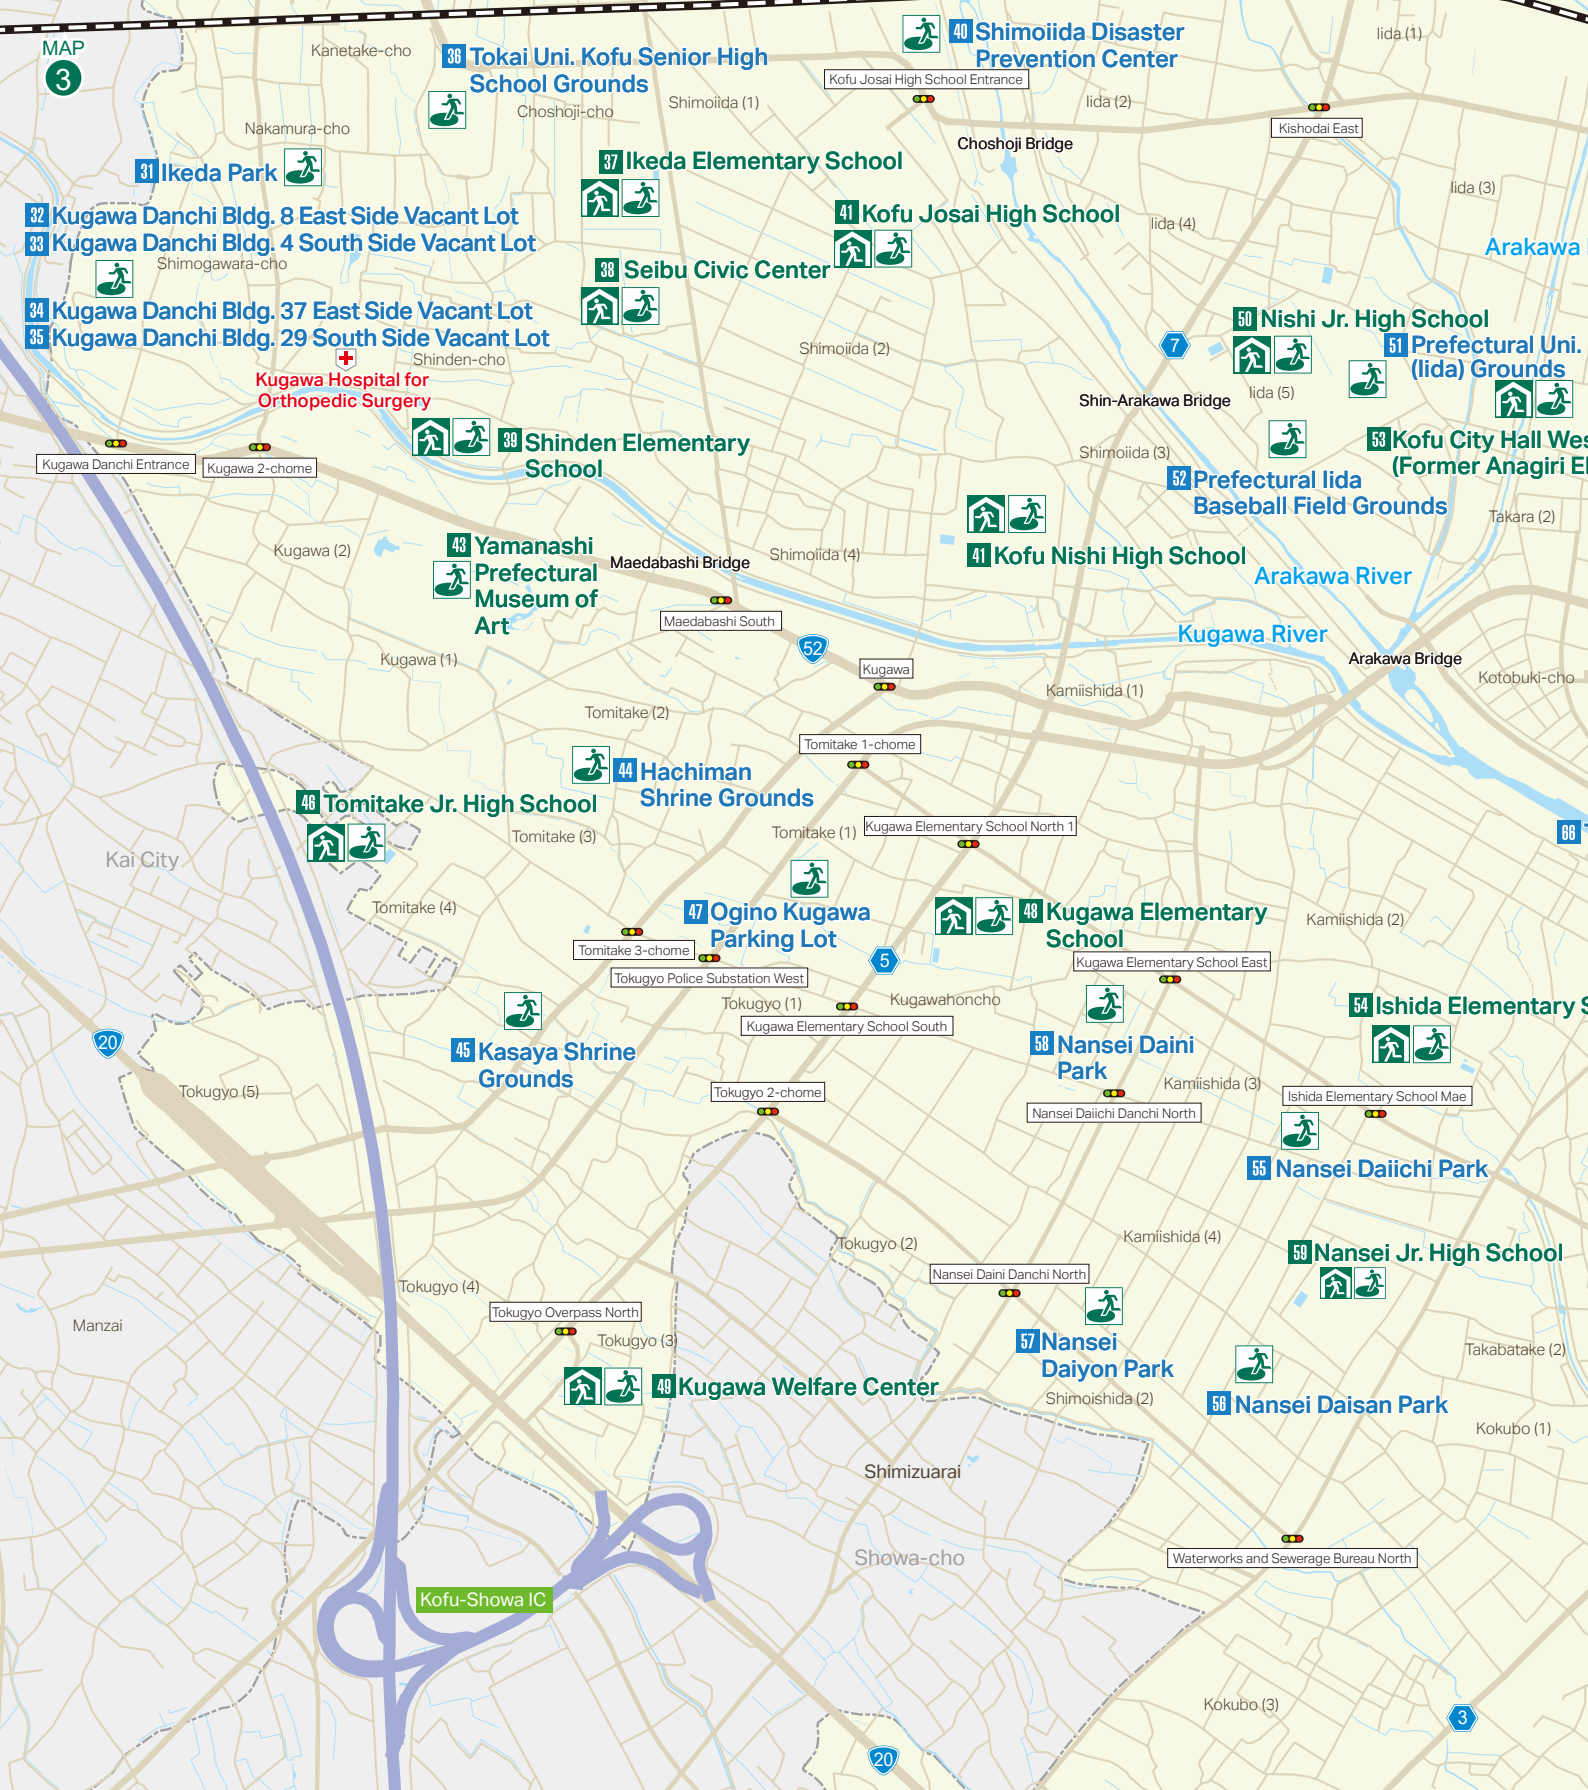 MAP
3
Kanetake-cho
36 Tokai Uni. Kofu Senior High
School Grounds
40 Shimoiida Disaster
Prevention Center
Iida (1)
Kofu Josai High School Entrance
Choshoji-cho
Shimoiida (1)
Iida (2)
Kishodai East
Nakamura-cho
Choshoji Bridge
31 Ikeda Park
37 Ikeda Elementary School
Iida (3)
32 Kugawa Danchi Bldg. 8 East Side Vacant Lot
33 Kugawa Danchi Bldg. 4 South Side Vacant Lot
41 Kofu Josai High School
Iida (4)
Arakawa
Shimogawara-cho
38 Seibu Civic Center
34 Kugawa Danchi Bldg. 37 East Side Vacant Lot
35 Kugawa Danchi Bldg. 29 South Side Vacant Lot
50 Nishi Jr. High School
51 Prefectural Uni.
(Iida) Grounds
Shinden-cho
Shimoiida (2)
7
Kugawa Hospital for
Orthopedic Surgery
Iida (5)
Shin-Arakawa Bridge
39 Shinden Elementary
School
53 Kofu City Hall Wes
(Former Anagiri El
Shimoiida (3)
Kugawa Danchi Entrance
Kugawa 2-chome
52 Prefectural Iida
Baseball Field Grounds
Takara (2)
Kugawa (2)
43 Yamanashi
Prefectural
Museum of
Art
Maedabashi Bridge
Shimoiida (4)
41 Kofu Nishi High School
Arakawa River
Maedabashi South
52
Kugawa River
Kugawa (1)
Kugawa
Arakawa Bridge
Kotobuki-cho
Kamiishida (1)
Tomitake (2)
Tomitake 1-chome
44 Hachiman
Shrine Grounds
46 Tomitake Jr. High School
Tomitake (3)
Tomitake (1)
Kugawa Elementary School North 1
66
Kai City
Tomitake (4)
47 Ogino Kugawa
Parking Lot
48 Kugawa Elementary
School
Kamiishida (2)
Tomitake 3-chome
5
Kugawa Elementary School East
Tokugyo Police Substation West
Tokugyo (1)
Kugawahoncho
54 Ishida Elementary S
Kugawa Elementary School South
20
45 Kasaya Shrine
Grounds
58 Nansei Daini
Park
Tokugyo (5)
Tokugyo 2-chome
Kamiishida (3)
Ishida Elementary School Mae
Nansei Daiichi Danchi North
55 Nansei Daiichi Park
Tokugyo (2)
Kamiishida (4)
59 Nansei Jr. High School
Nansei Daini Danchi North
Tokugyo (4)
Manzai
Tokugyo Overpass North
Tokugyo (3)
57 Nansei
Daiyon Park
Takabatake (2)
49 Kugawa Welfare Center
Shimoishida (2)
56 Nansei Daisan Park
Kokubo (1)
Shimizuarai
Showa-cho
Waterworks and Sewerage Bureau North
Kofu-Showa IC
Kokubo (3)
3
20